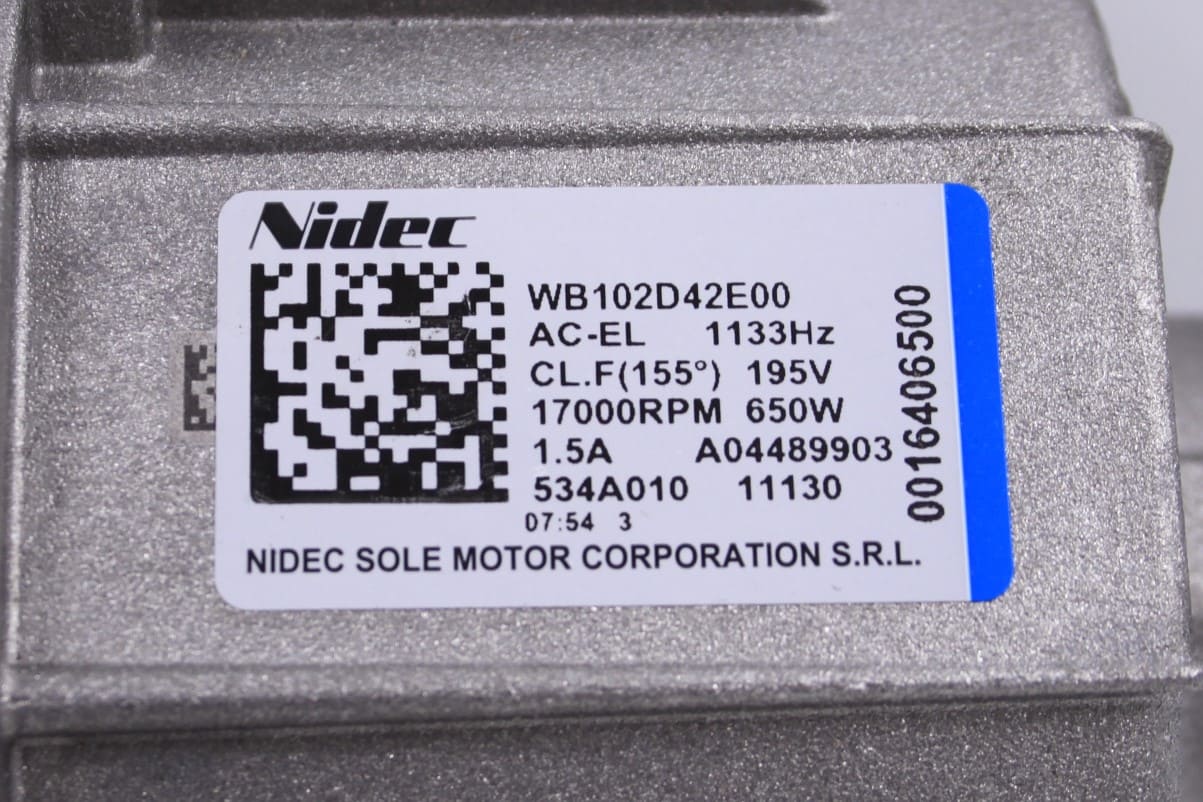 Nidec
WB102D42E00
AC-EL 1133Hz
CL.F(155°) 195V
17000RPM 650W
1.5A A04489903
534A010 11130
07:54 3
NIDEC SOLE MOTOR CORPORATION S.R.L.
0016406500